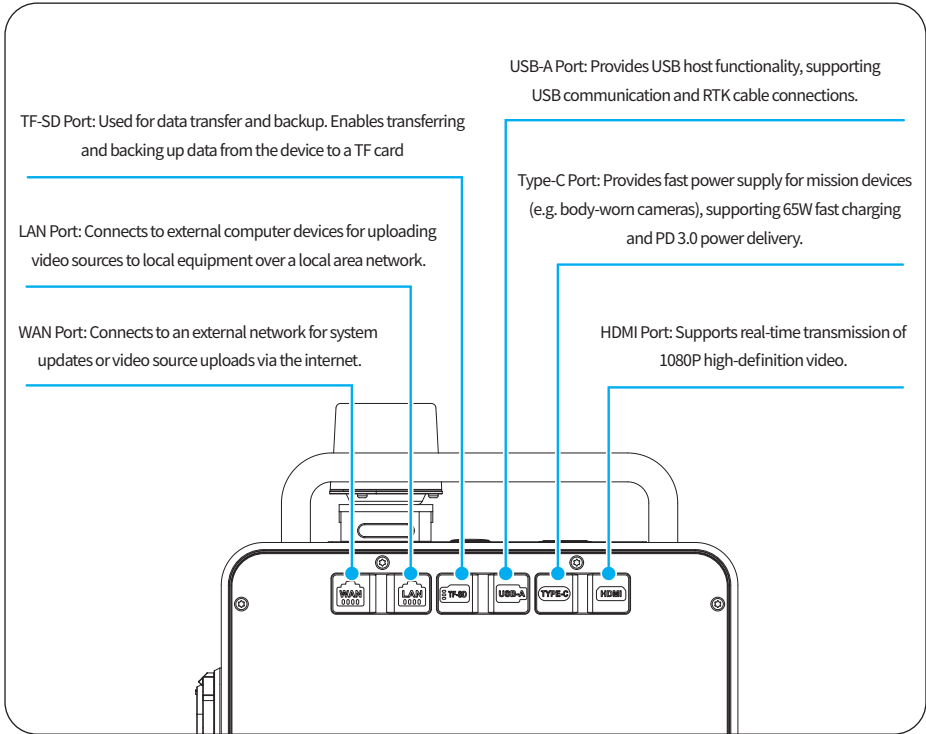 USB-A Port: Provides USB host functionality, supporting
USB communication and RTK cable connections.
TF-SD Port: Used for data transfer and backup. Enables transferring
and backing up data from the device to a TF card
Type-C Port: Provides fast power supply for mission devices
(e.g. body-worn cameras), supporting 65W fast charging
and PD 3.0 power delivery.
LAN Port: Connects to external computer devices for uploading
video sources to local equipment over a local area network.
WAN Port: Connects to an external network for system
updates or video source uploads via the internet.
HDMI Port: Supports real-time transmission of
1080P high-definition video.
WAN
LAN
TF-SD
USB-A
TYPE-C
HDMI